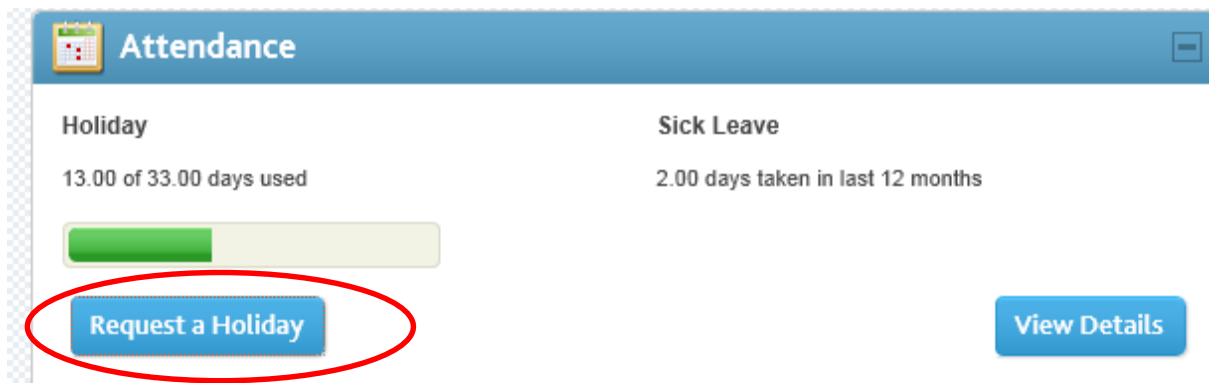 Attendance
Holiday
Sick Leave
13.00 of 33.00 days used
2.00 days taken in last 12 months
Request a Holiday
View Details